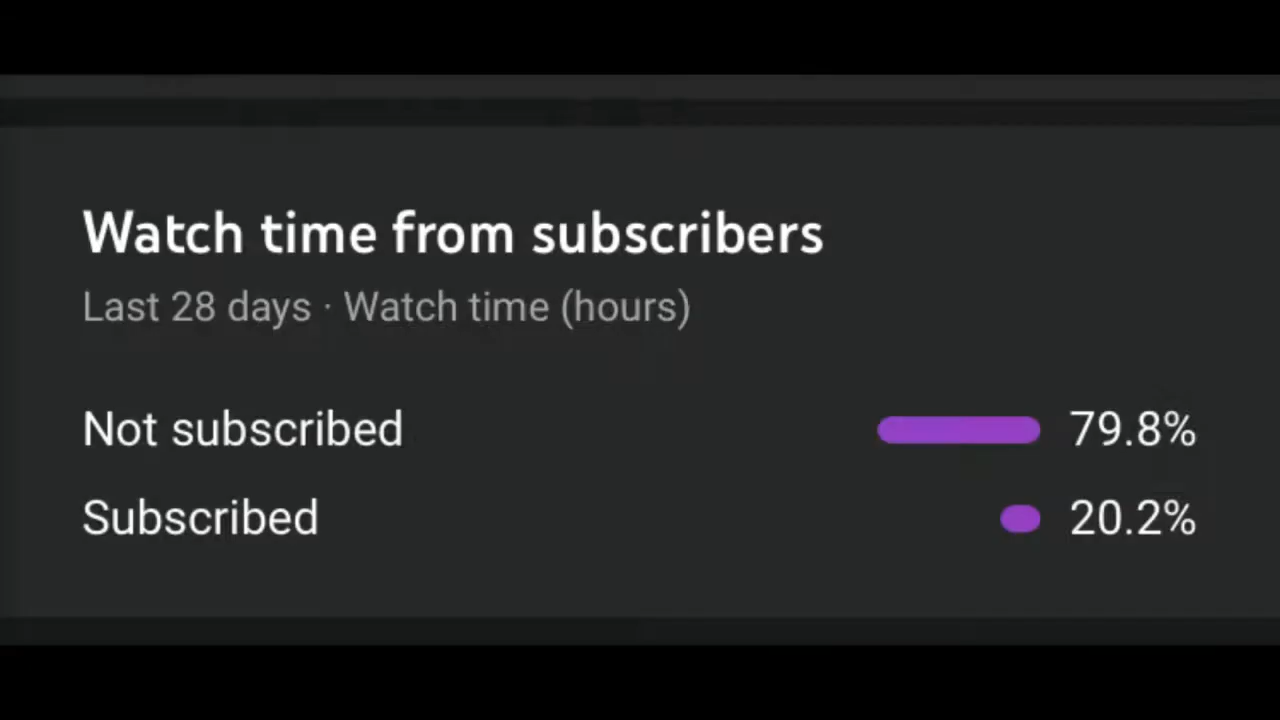 Watch time from subscribers
Last 28 days · Watch time (hours)
Not subscribed 79.8%
Subscribed 20.2%